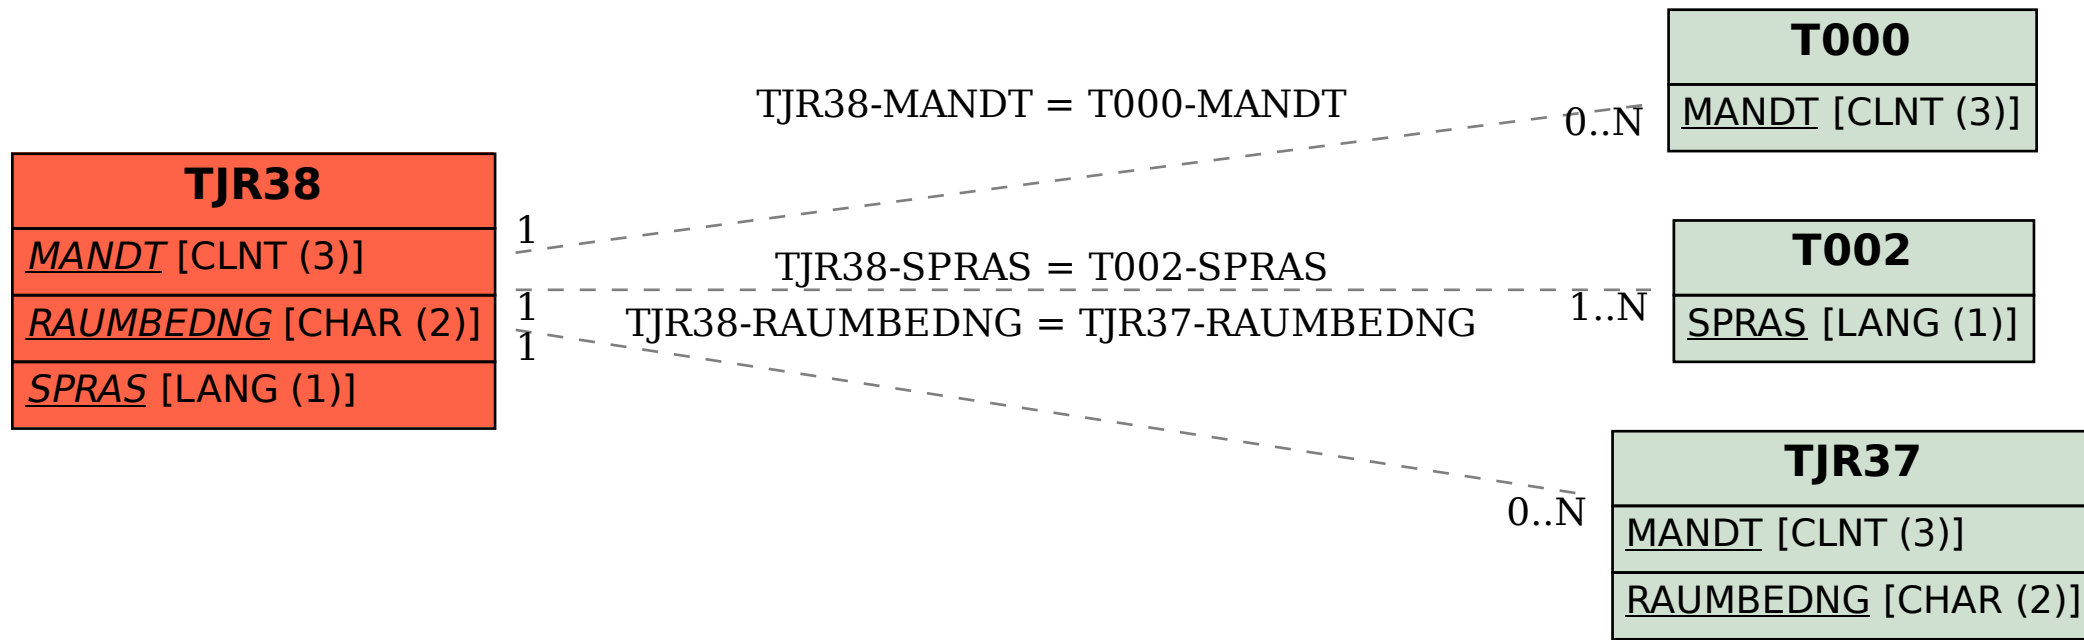 TJR38
MANDT [CLNT (3)]
RAUMBEDNG [CHAR (2)]
SPRAS [LANG (1)]
TJR38-MANDT = T000-MANDT
1
0..N
TJR38-SPRAS = T002-SPRAS
1
1..N
TJR38-RAUMBEDNG = TJR37-RAUMBEDNG
1
0..N
T000
MANDT [CLNT (3)]
T002
SPRAS [LANG (1)]
TJR37
MANDT [CLNT (3)]
RAUMBEDNG [CHAR (2)]